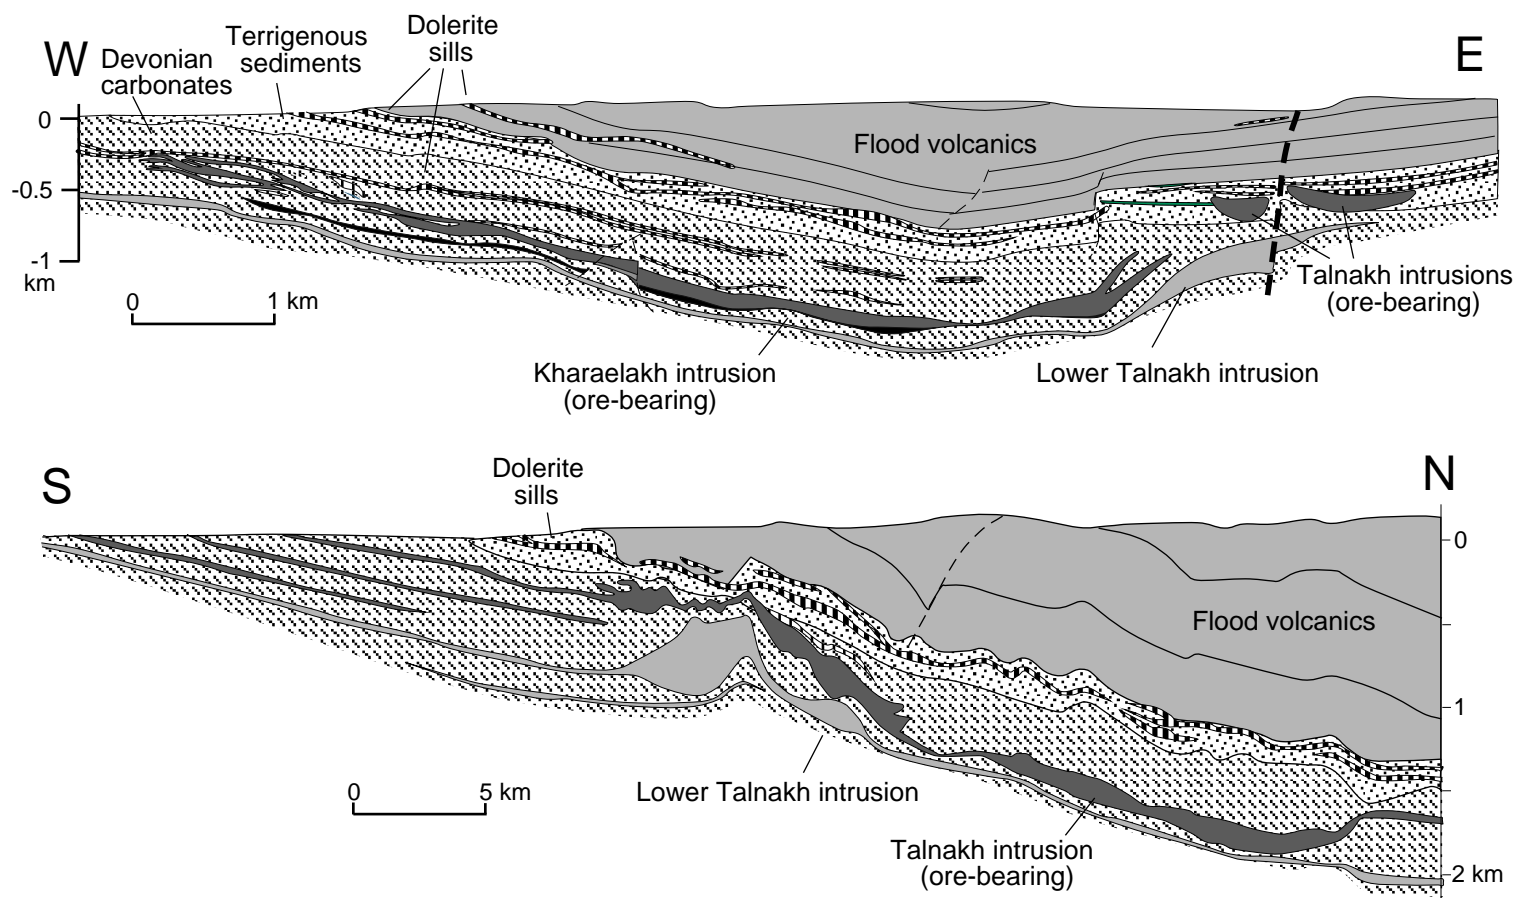 W
Devonian
carbonates
Terrigenous
sediments
Dolerite
sills
E
0
-0.5
-1
km
0 1 km
Flood volcanics
Talnakh intrusions
(ore-bearing)
Kharaelakh intrusion
(ore-bearing)
Lower Talnakh intrusion
S
Dolerite
sills
N
0
1
2 km
Flood volcanics
0 5 km
Lower Talnakh intrusion
Talnakh intrusion
(ore-bearing)